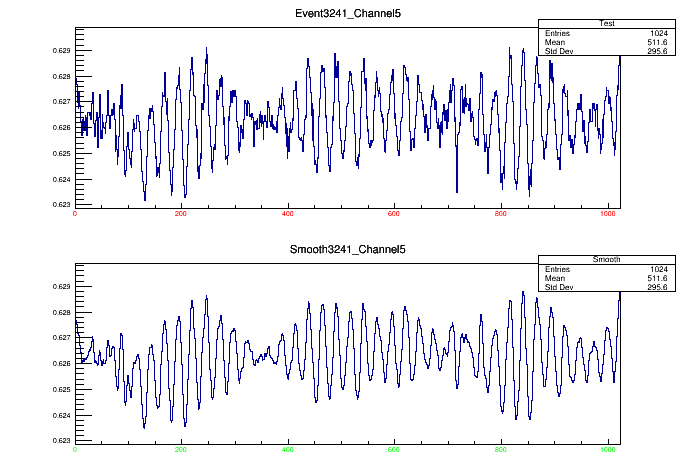 Event3241_Channel5
Test
Entries 1024
Mean 511.6
Std Dev 295.6
0.629
0.628
0.627
0.626
0.625
0.624
0.623
0 200 400 600 800 1000
Smooth3241_Channel5
Smooth
Entries 1024
Mean 511.6
Std Dev 295.6
0.629
0.628
0.627
0.626
0.625
0.624
0.623
0 200 400 600 800 1000